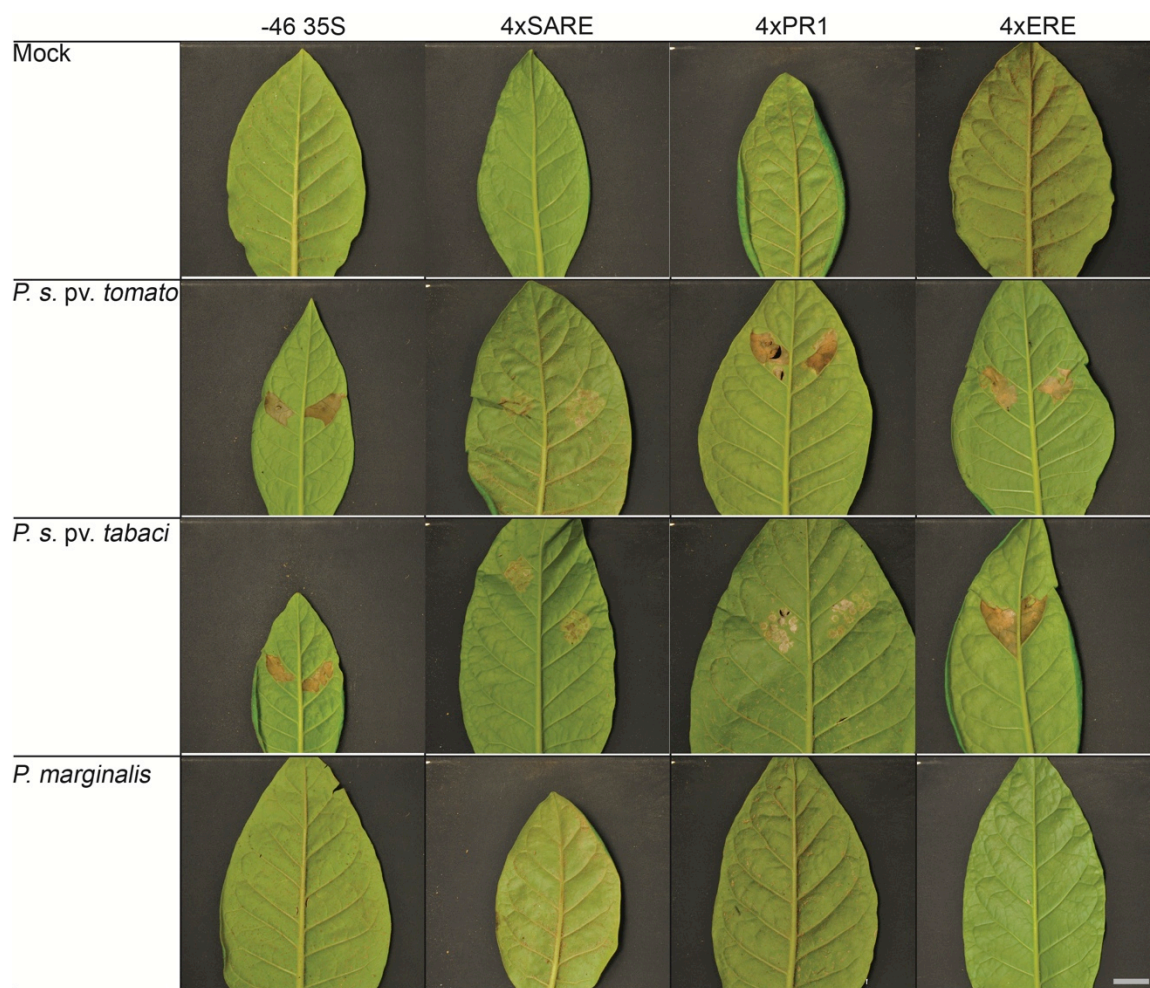 -46 35S 4xSARE 4xPR1 4xERE
Mock
P. s. pv. tomato
P. s. pv. tabaci
P. marginalis